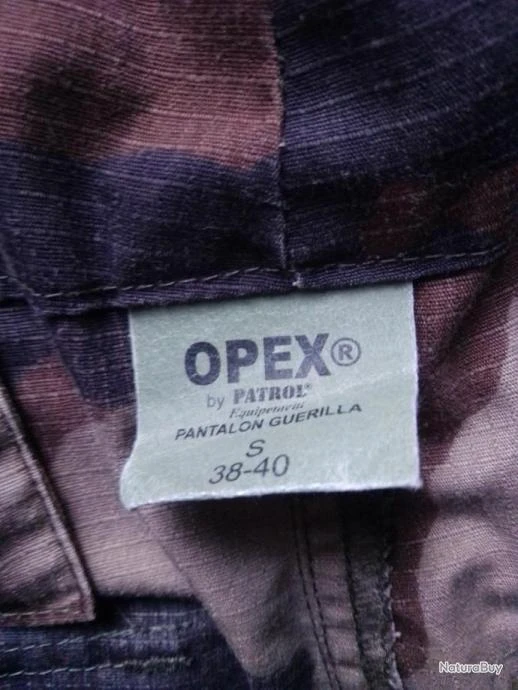 OPEX®
by PATROL®
Equipement
PANTALON GUERILLA
S
38-40
NaturaBuy